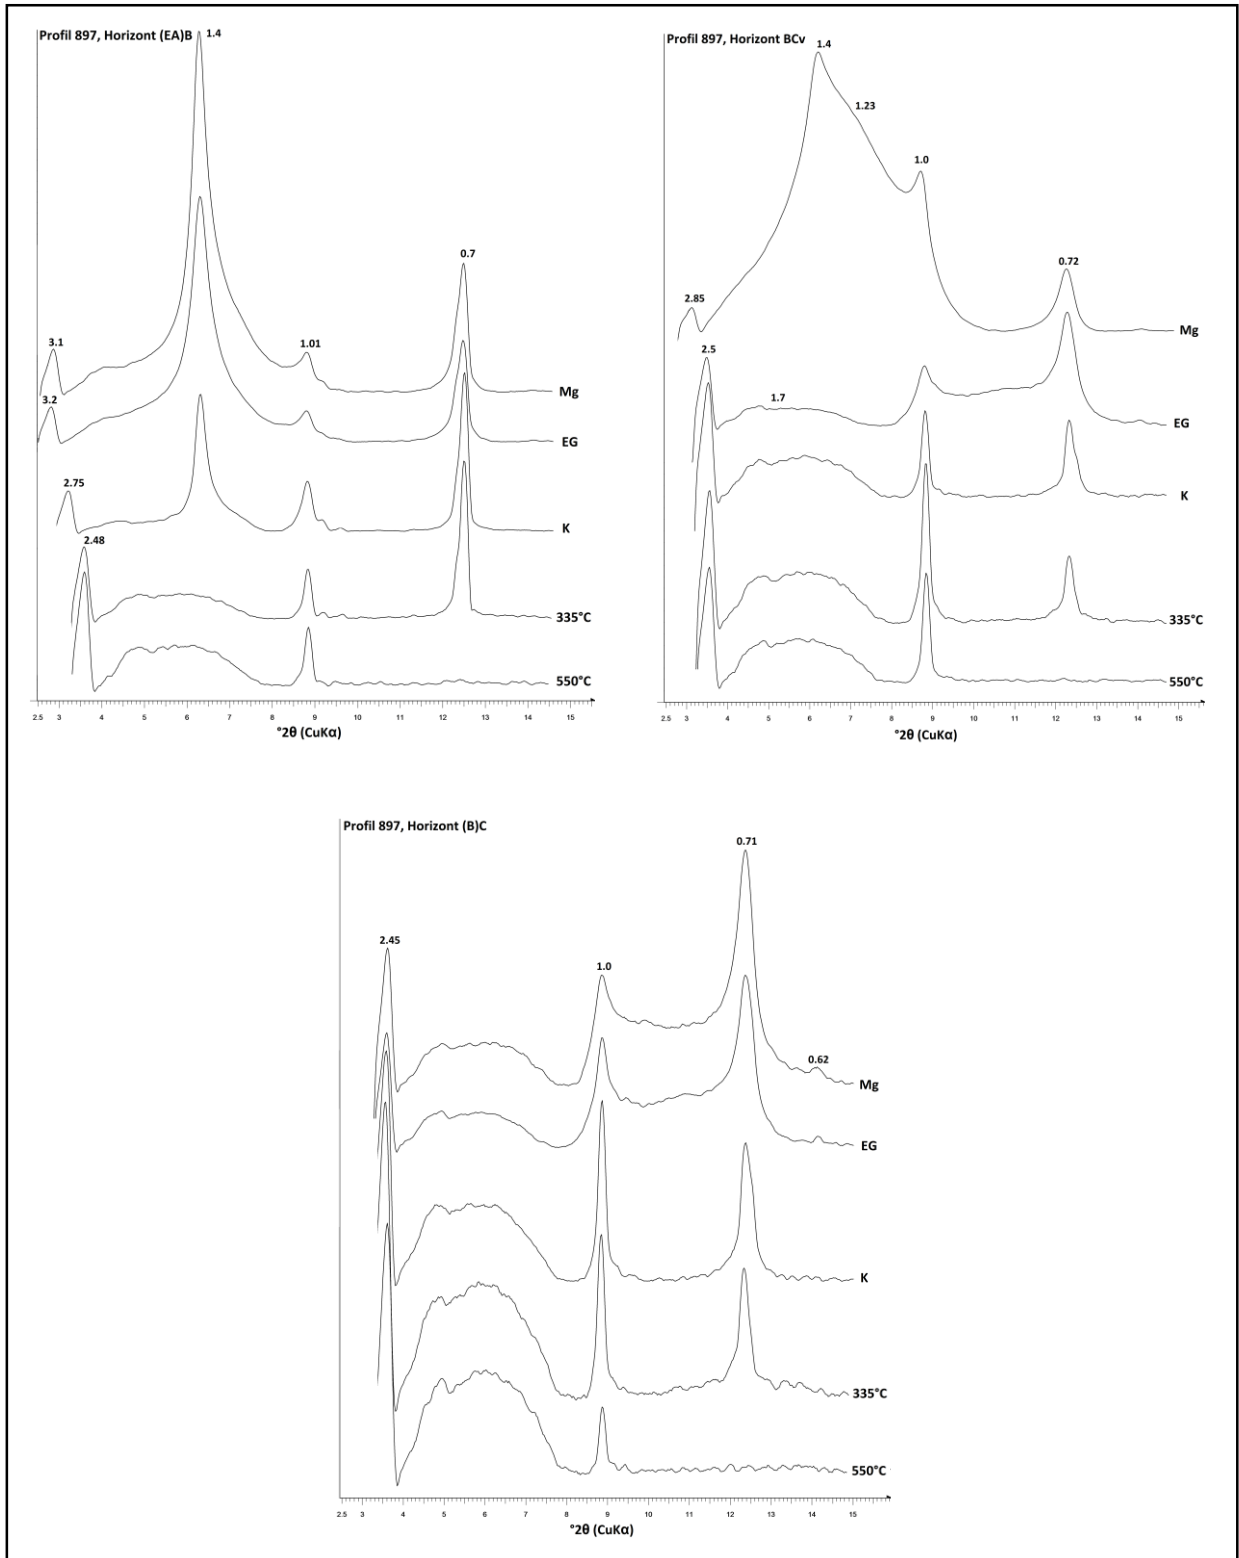 Profil 897, Horizont (EA)B
1.4
0.7
3.1
1.01
Mg
3.2
EG
2.75
K
2.48
335°C
550°C
2.5 3 4 5 6 7 8 9 10 11 12 13 14 15
°2θ (CuKα)
Profil 897, Horizont BCv
1.4
1.23
1.0
0.72
2.85
Mg
2.5
1.7
EG
K
335°C
550°C
2.5 3 4 5 6 7 8 9 10 11 12 13 14 15
°2θ (CuKα)
Profil 897, Horizont (B)C
0.71
2.45
1.0
0.62
Mg
EG
K
335°C
550°C
2.5 3 4 5 6 7 8 9 10 11 12 13 14 15
°2θ (CuKα)